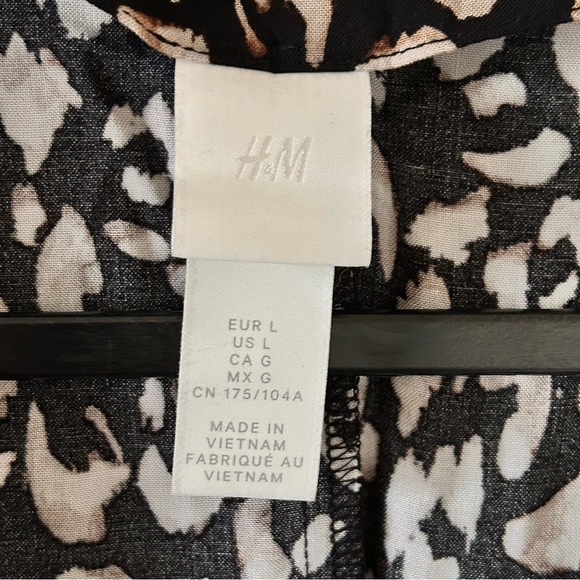 H&M
EUR L
US L
CA G
MX G
CN 175/104A
MADE IN
VIETNAM
FABRIQUÉ AU
VIETNAM